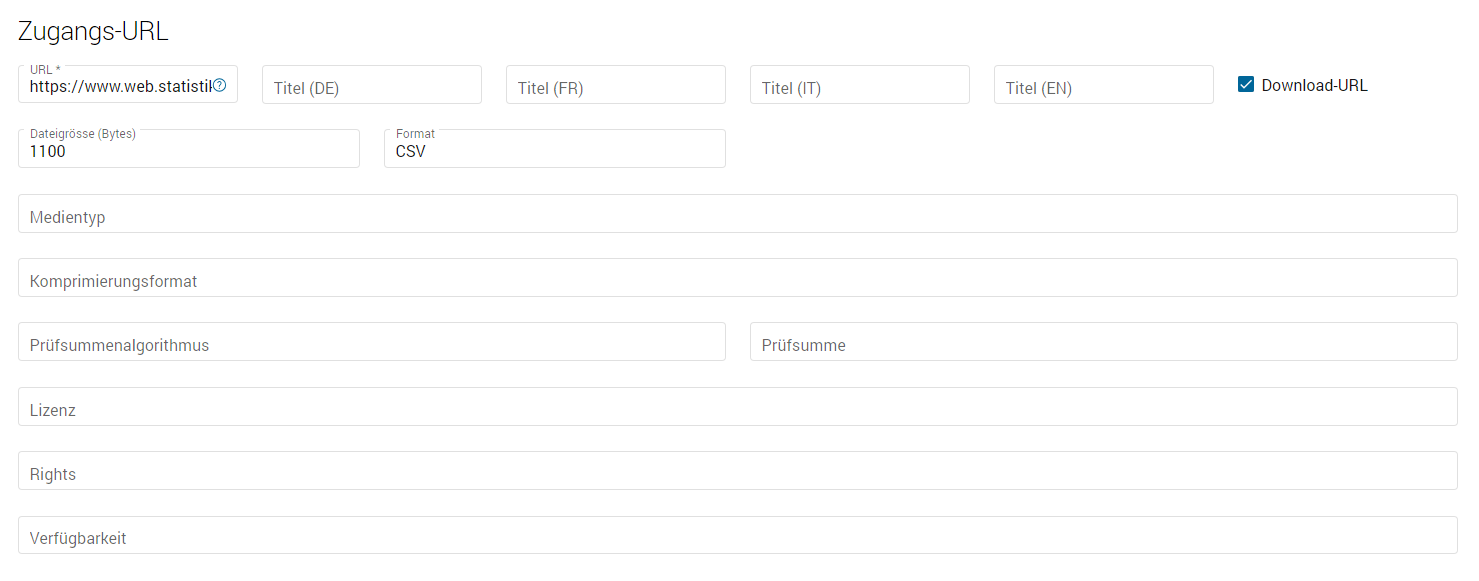 Zugangs-URL
URL *
https://www.web.statistil
Titel (DE)
Titel (FR)
Titel (IT)
Titel (EN)
Download-URL
Dateigrösse (Bytes)
1100
Format
CSV
Medientyp
Komprimierungsformat
Prüfsummenalgorithmus
Prüfsumme
Lizenz
Rights
Verfügbarkeit